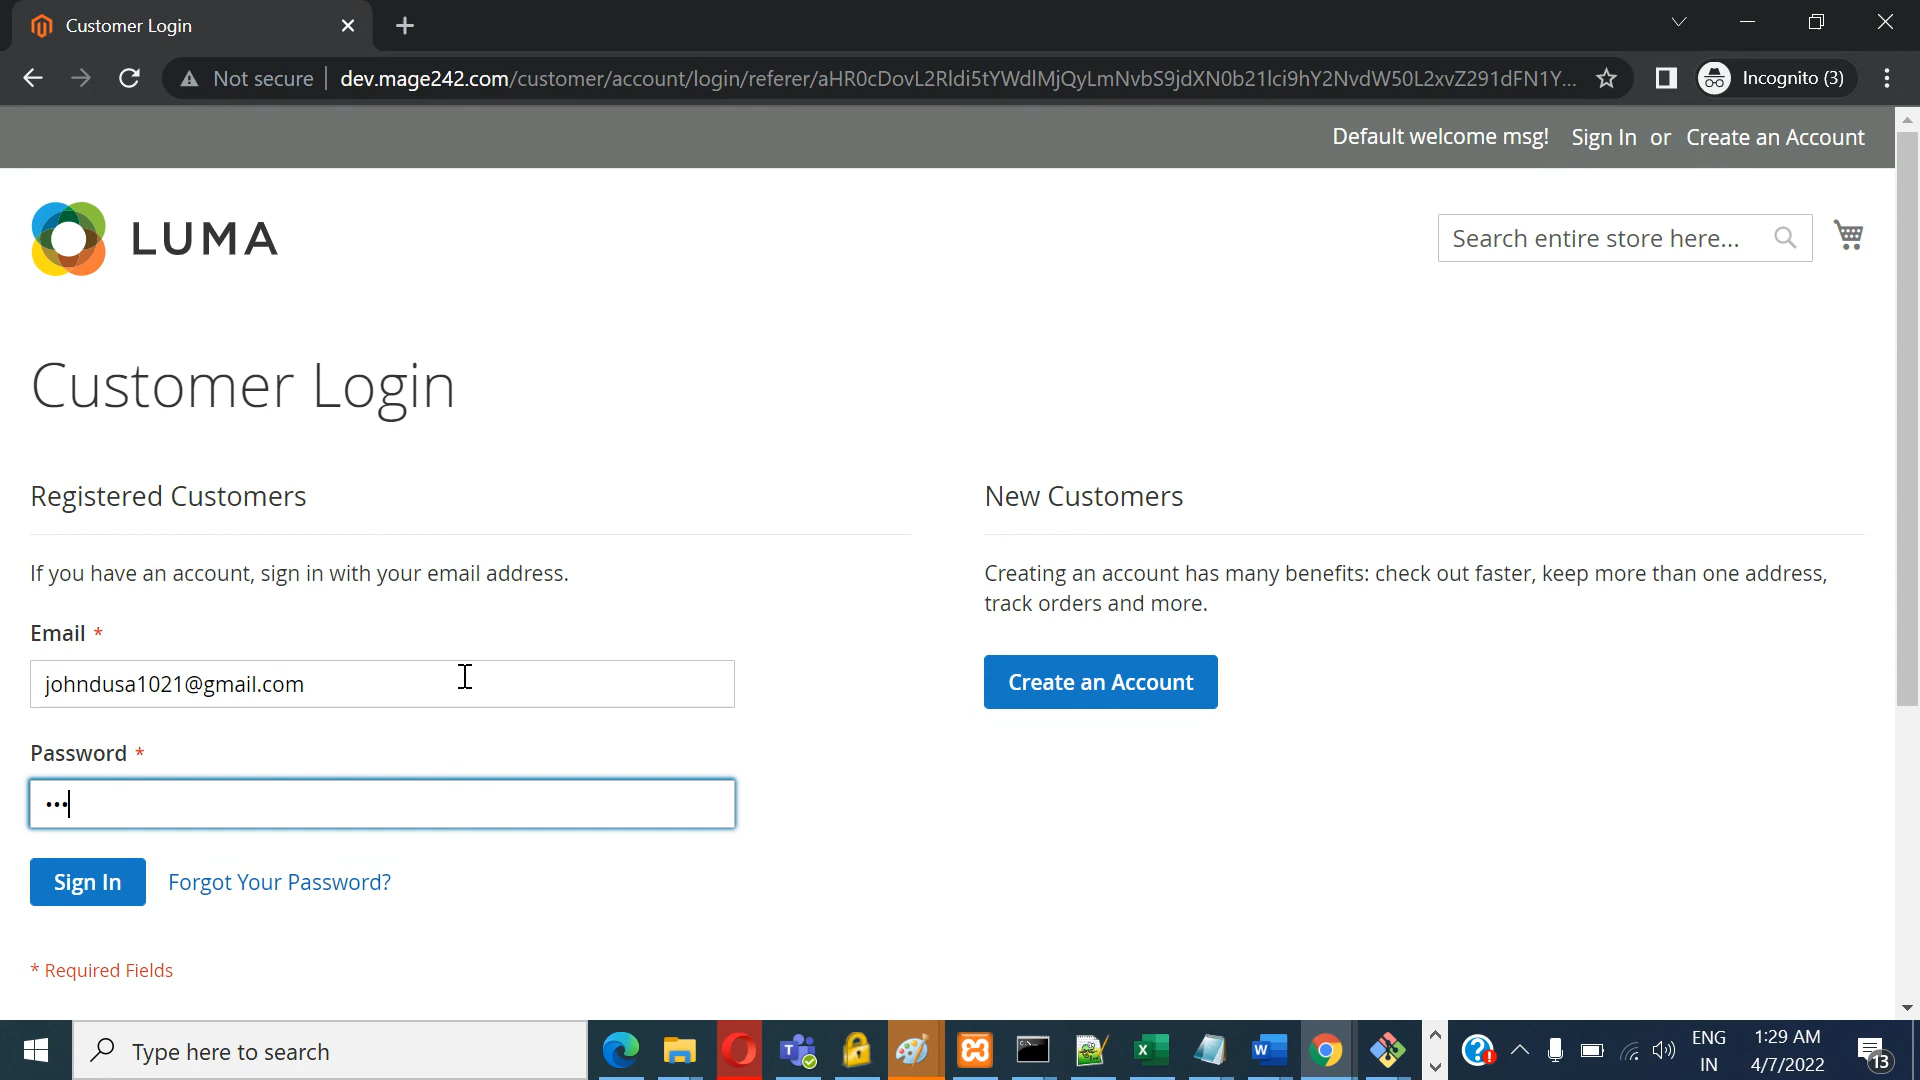 Customer Login
Not secure
dev.mage242.com/customer/account/login/referer/aHR0cDovL2Rldi5tYWdlMjQyLmNvbS9jdXN0b21lci9hY2NvdW50L2xvZ291dFN1Y...
Incognito (3)
Default welcome msg! Sign In or Create an Account
LUMA
Search entire store here...
Customer Login
Registered Customers
If you have an account, sign in with your email address.
Email *
johndusa1021@gmail.com
Password *
•••
Sign In
Forgot Your Password?
* Required Fields
New Customers
Creating an account has many benefits: check out faster, keep more than one address,
track orders and more.
Create an Account
Type here to search
ENG
IN
1:29 AM
4/7/2022
13